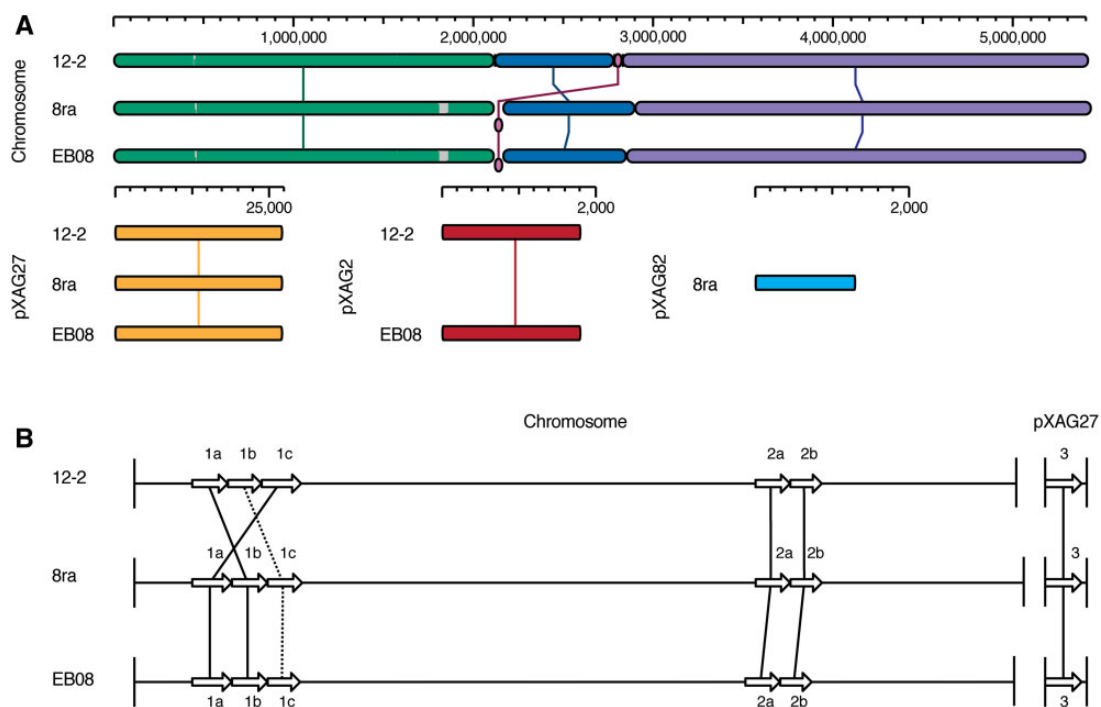 A
1,000,000 2,000,000 3,000,000 4,000,000 5,000,000
Chromosome
12-2
8ra
EB08
25,000 2,000 2,000
pXAG27
12-2
8ra
EB08
pXAG2
12-2
EB08
pXAG82
8ra
B
Chromosome pXAG27
12-2 1a 1b 1c 2a 2b 3
8ra 1a 1b 1c 2a 2b 3
EB08 1a 1b 1c 2a 2b 3